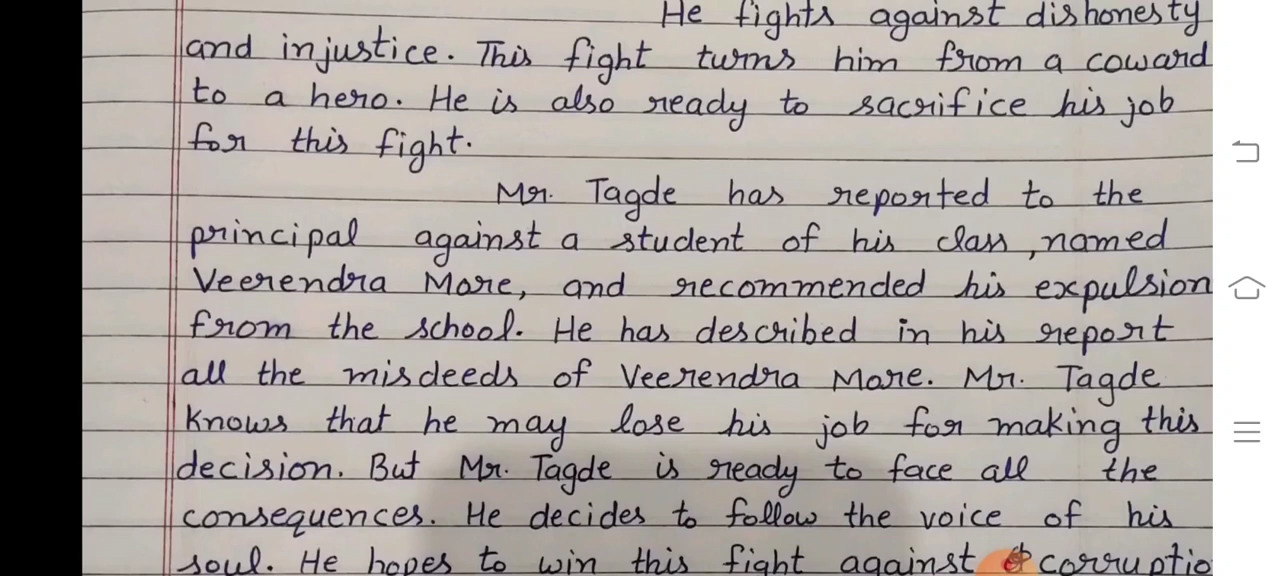 He fights against dishonesty
and injustice. This fight turns him from a coward
to a hero. He is also ready to sacrifice his job
for this fight.
Mr. Tagde has reported to the
principal against a student of his class, named
Veerendra More, and recommended his expulsion
from the school. He has described in his report
all the misdeeds of Veerendra More. Mr. Tagde
knows that he may lose his job for making this
decision. But Mr. Tagde is ready to face all the
consequences. He decides to follow the voice of his
soul. He hopes to win this fight against corruptio